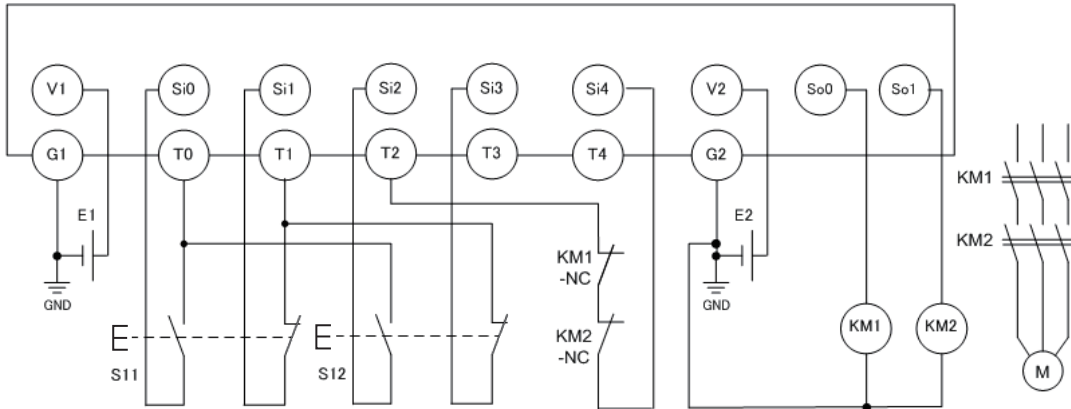 V1 Si0 Si1 Si2 Si3 Si4 V2 So0 So1
G1 T0 T1 T2 T3 T4 G2
KM1
E1 E2
KM2
KM1
-NC
GND GND
KM2
-NC
KM1 KM2
S11 S12
M